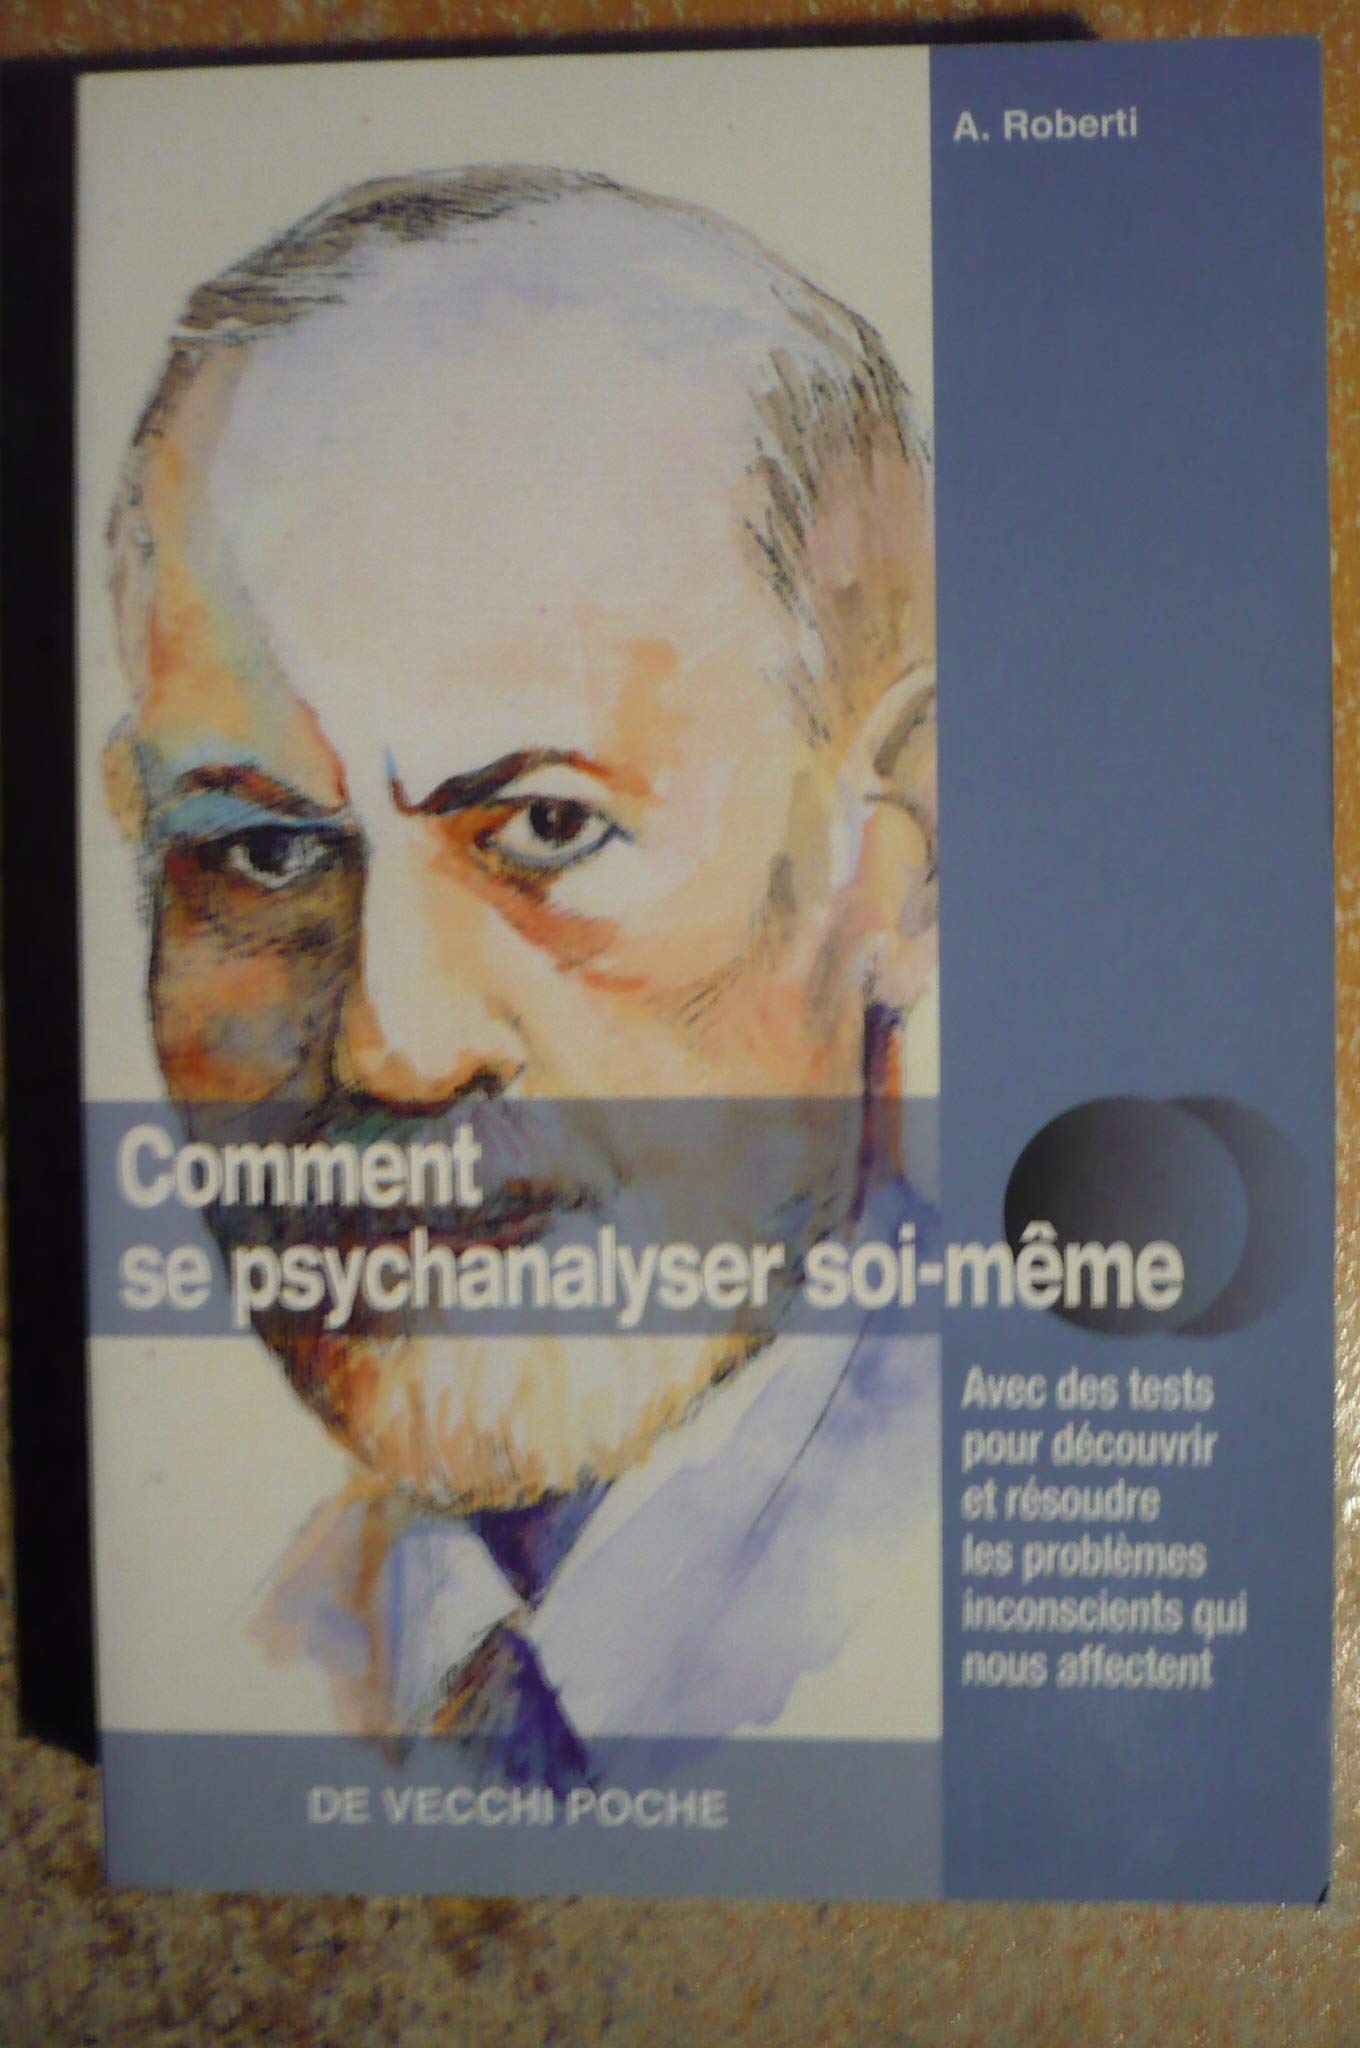 A. Roberti
Comment
se psychanalyser soi-même
Avec des tests
pour découvrir
et résoudre
les problèmes
inconscients qui
nous affectent
DE VECCHI POCHE